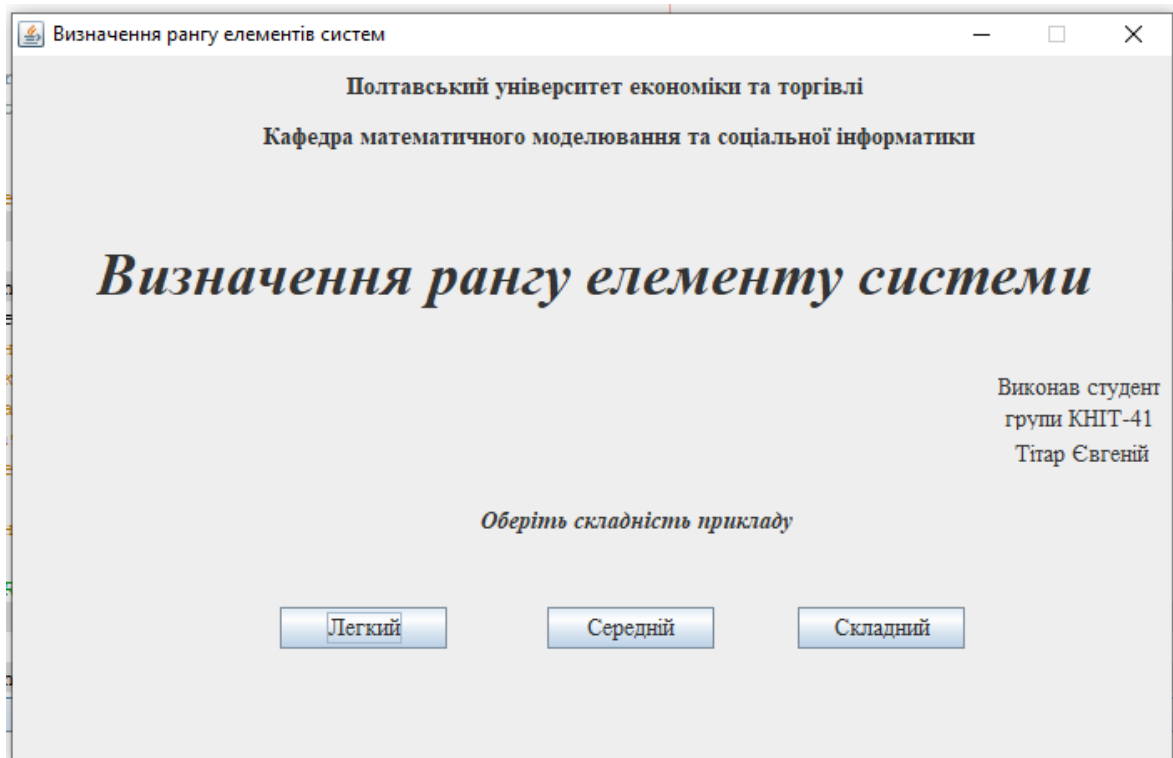 Визначення рангу елементів систем
Полтавський університет економіки та торгівлі
Кафедра математичного моделювання та соціальної інформатики
Визначення рангу елементу системи
Виконав студент
групи КНІТ-41
Тітар Євгеній
Оберіть складність прикладу
Легкий Середній Складний